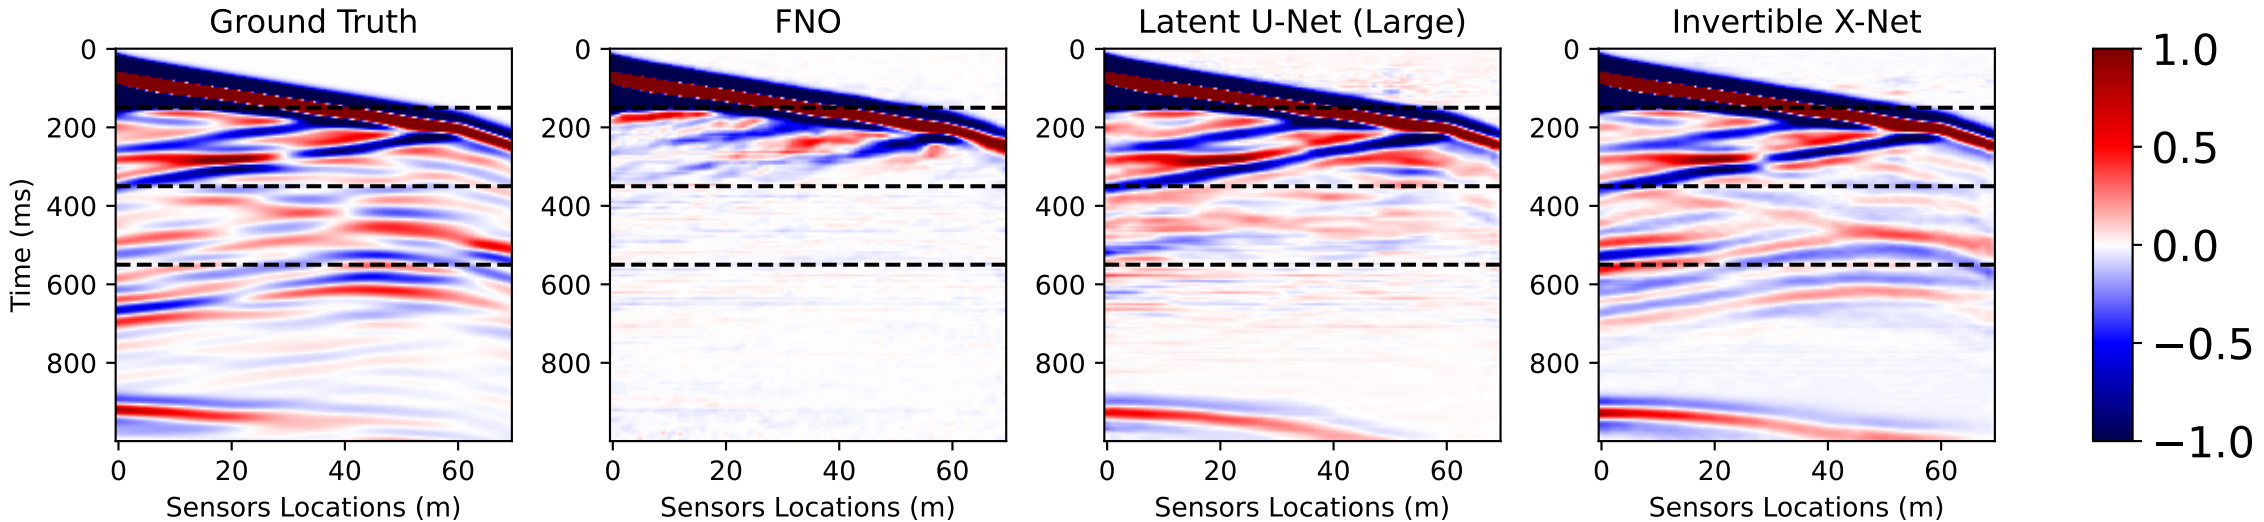 Ground Truth
FNO
Latent U-Net (Large)
Invertible X-Net
Time (ms)
0
200
400
600
800
0
200
400
600
800
0
200
400
600
800
0
200
400
600
800
0 20 40 60
0 20 40 60
0 20 40 60
0 20 40 60
Sensors Locations (m)
Sensors Locations (m)
Sensors Locations (m)
Sensors Locations (m)
1.0
0.5
0.0
−0.5
−1.0